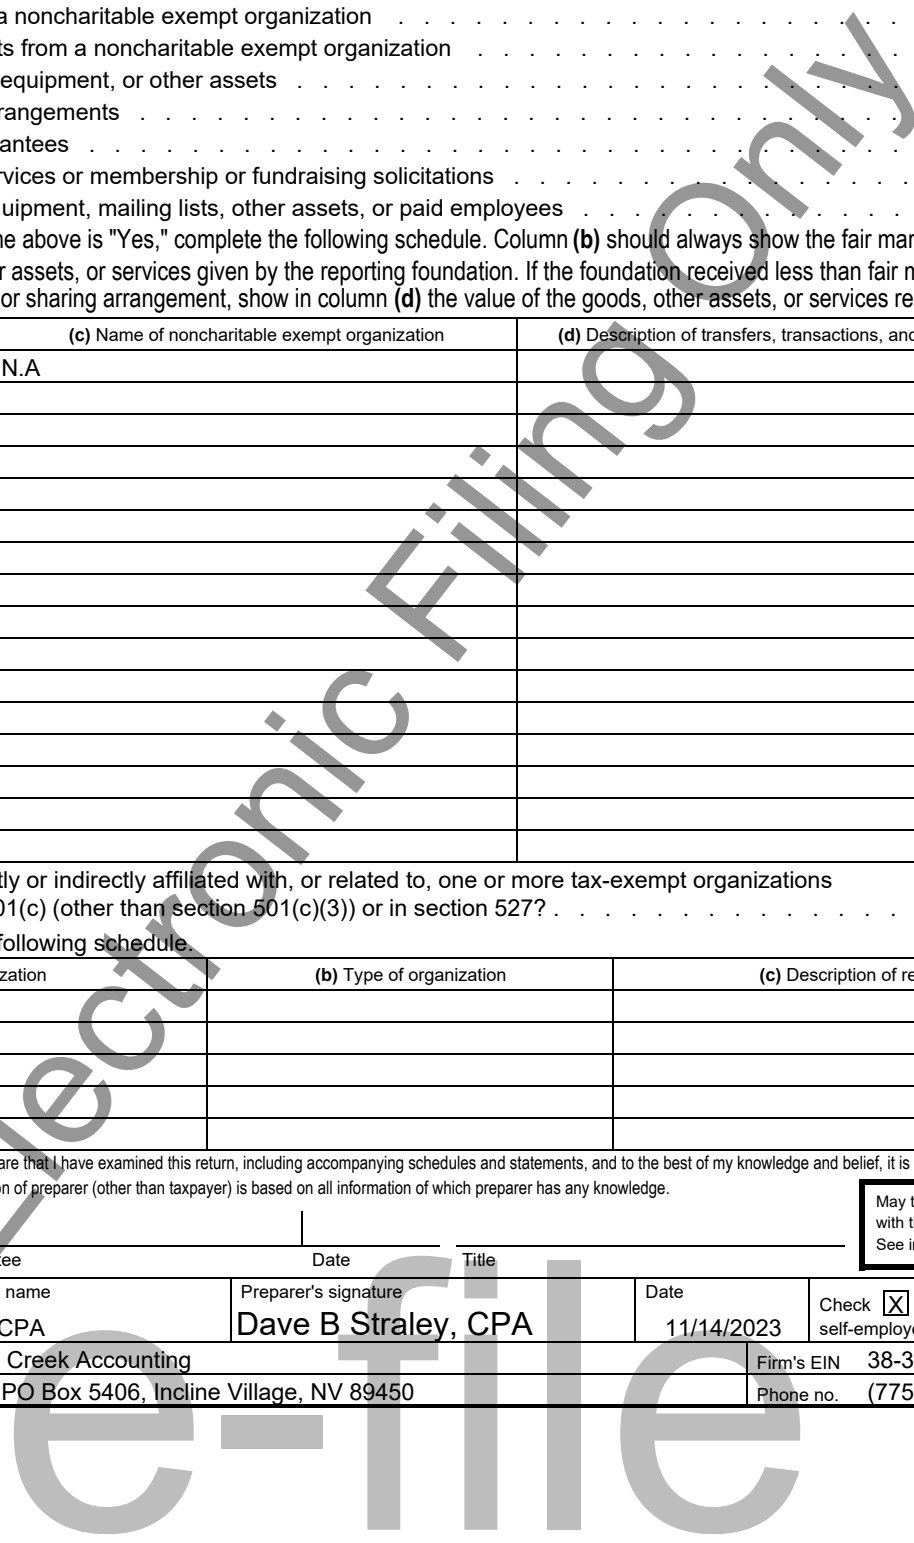 a noncharitable exempt organization . . . . . . . . . . . . . . . . . . . .
ts from a noncharitable exempt organization . . . . . . . . . . . . . . . . .
equipment, or other assets . . . . . . . . . . . . . . . . . . . . . . . .
rangements . . . . . . . . . . . . . . . . . . . . . . . . . . . . . .
antees . . . . . . . . . . . . . . . . . . . . . . . . . . . . . . . .
rvices or membership or fundraising solicitations . . . . . . . . . . . . . . . .
uipment, mailing lists, other assets, or paid employees . . . . . . . . . . . . .
ne above is "Yes," complete the following schedule. Column (b) should always show the fair mar
r assets, or services given by the reporting foundation. If the foundation received less than fair m
or sharing arrangement, show in column (d) the value of the goods, other assets, or services re
(c) Name of noncharitable exempt organization (d) Description of transfers, transactions, and
N.A
tly or indirectly affiliated with, or related to, one or more tax-exempt organizations
01(c) (other than section 501(c)(3)) or in section 527? . . . . . . . . . . . . . .
following schedule.
zation (b) Type of organization (c) Description of re
are that I have examined this return, including accompanying schedules and statements, and to the best of my knowledge and belief, it is
on of preparer (other than taxpayer) is based on all information of which preparer has any knowledge.
May t
with t
See in
tee Date Title
name Preparer's signature Date
Check X
self-employe
CPA Dave B Straley, CPA 11/14/2023
Creek Accounting Firm's EIN 38-3
PO Box 5406, Incline Village, NV 89450 Phone no. (775
Electronic Filing Only
e-file